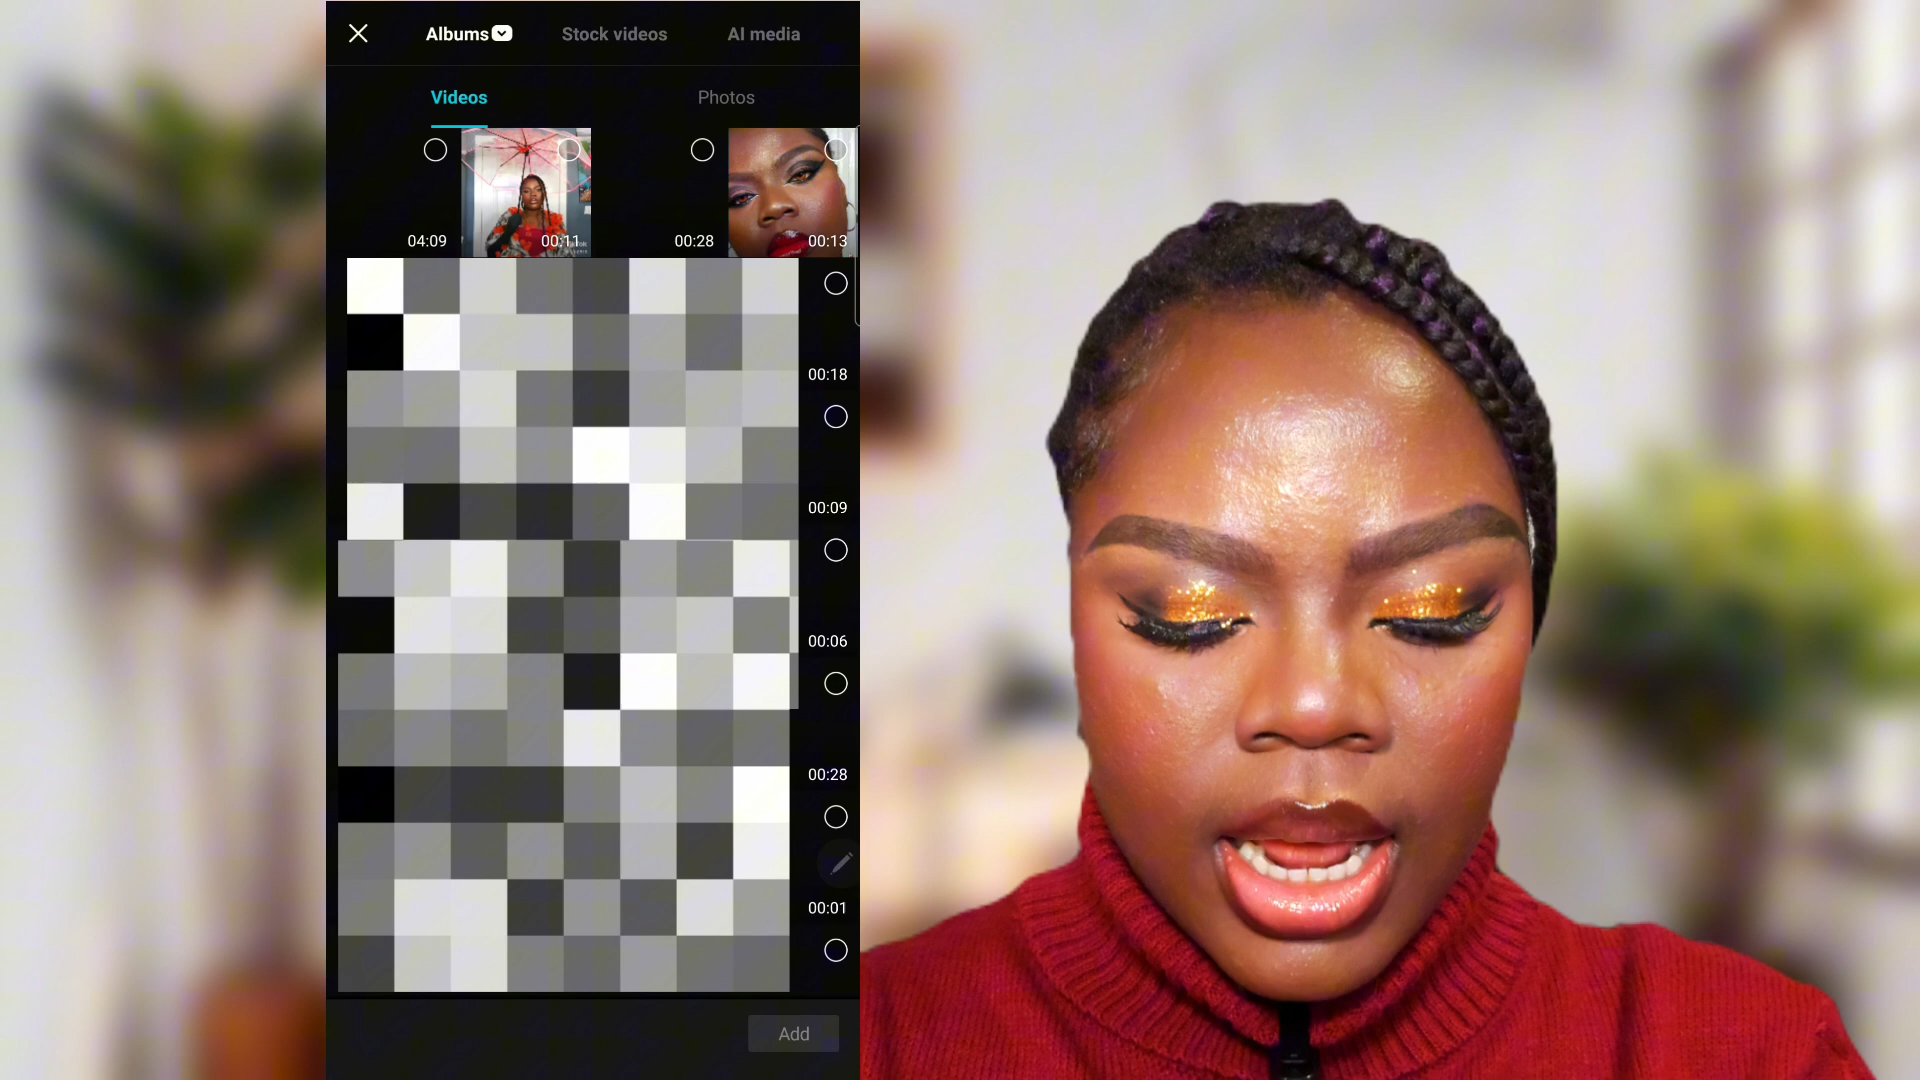 Albums Stock videos AI media
Videos Photos
04:09 00:11 00:28 00:13
00:18
00:09
00:06
00:28
00:01
Add